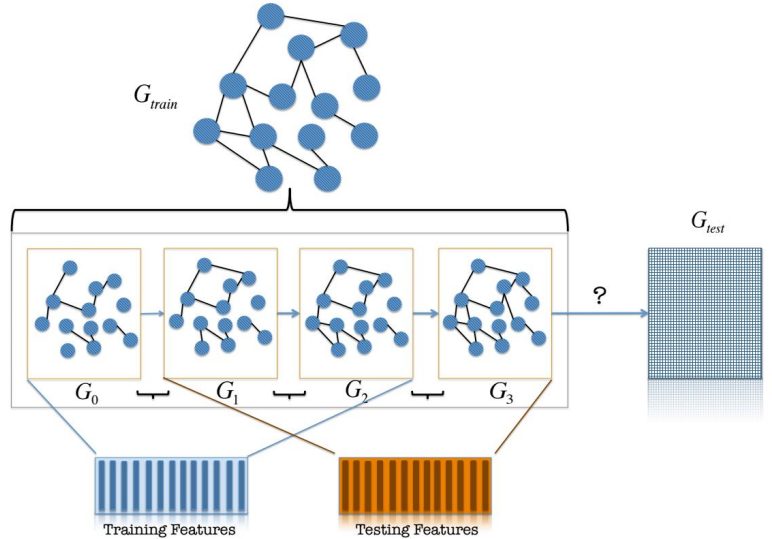 G_train
G_test
?
G_0 G_1 G_2 G_3
Training Features Testing Features